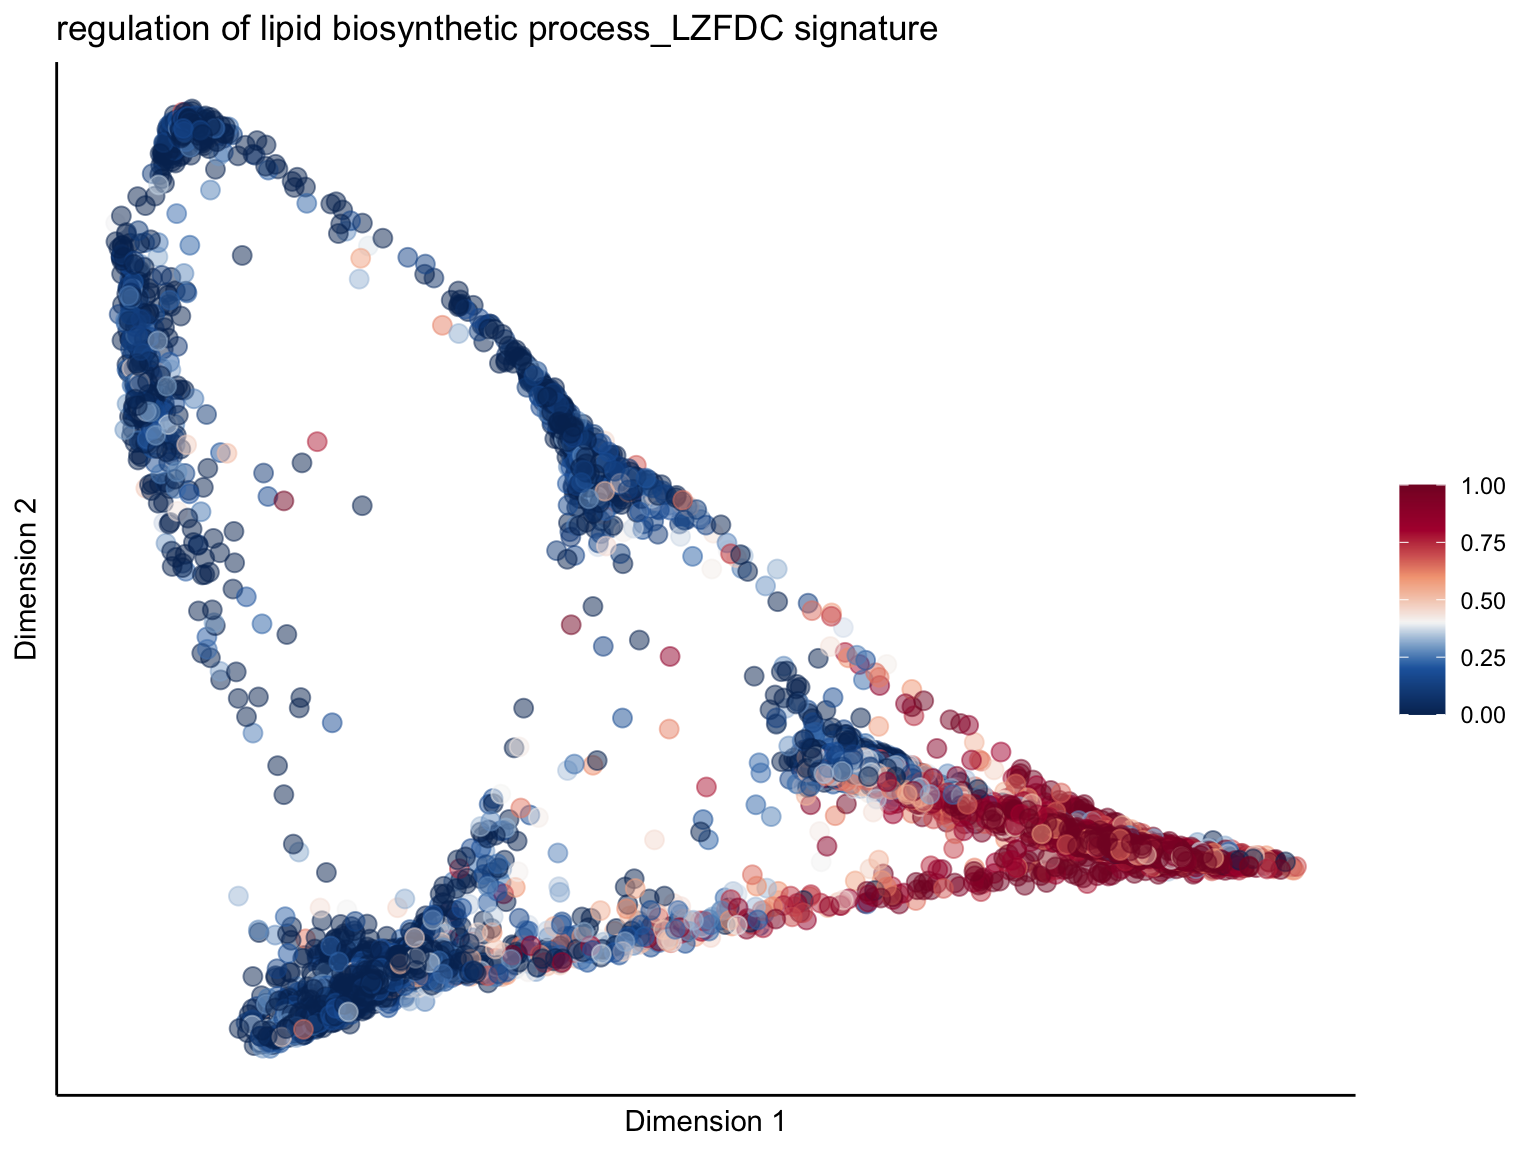 regulation of lipid biosynthetic process_LZFDC signature
Dimension 2
1.00
0.75
0.50
0.25
0.00
Dimension 1